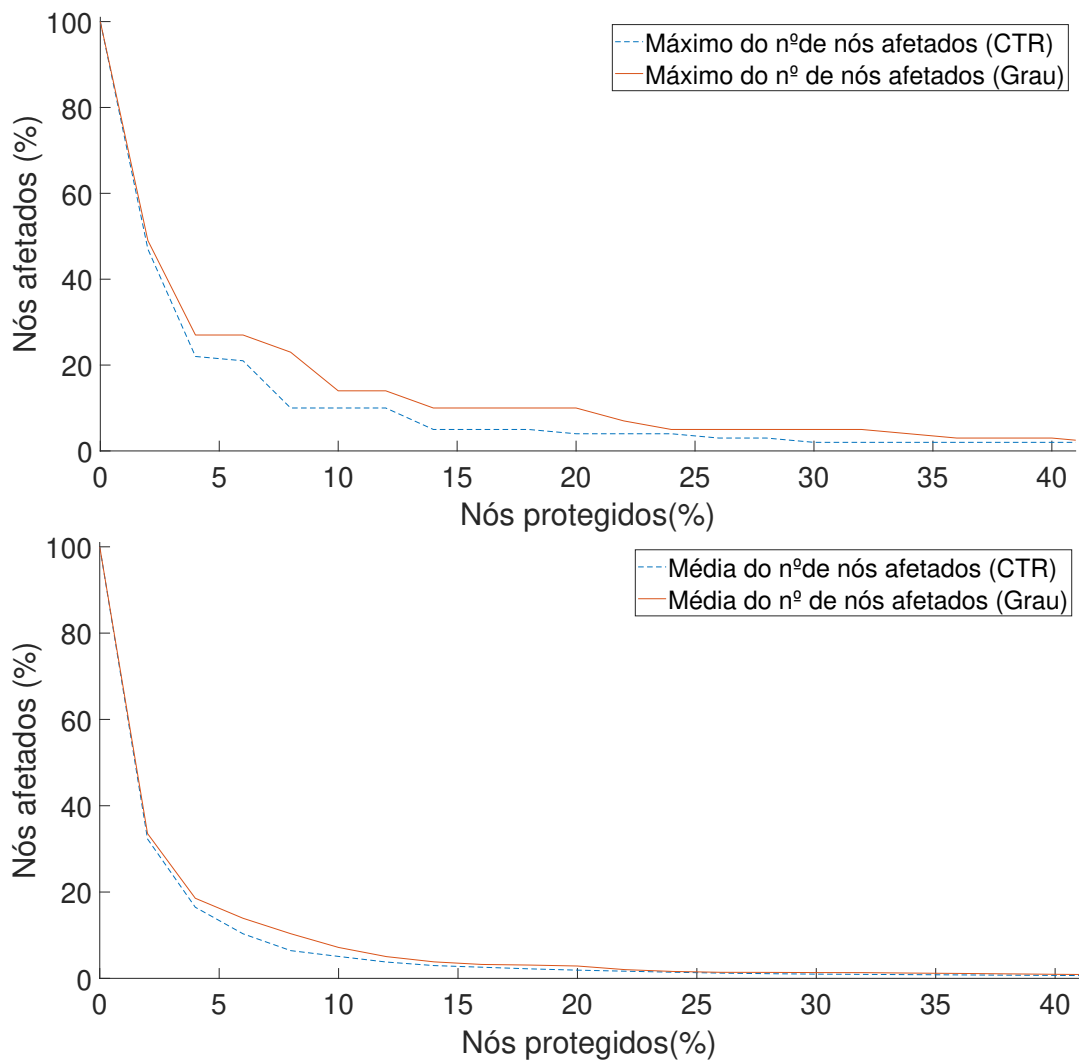 100
80
60
40
20
0
Nós afetados (%)
Máximo do nºde nós afetados (CTR)
Máximo do nº de nós afetados (Grau)
0 5 10 15 20 25 30 35 40
Nós protegidos(%)
100
80
60
40
20
0
Nós afetados (%)
Média do nºde nós afetados (CTR)
Média do nº de nós afetados (Grau)
0 5 10 15 20 25 30 35 40
Nós protegidos(%)